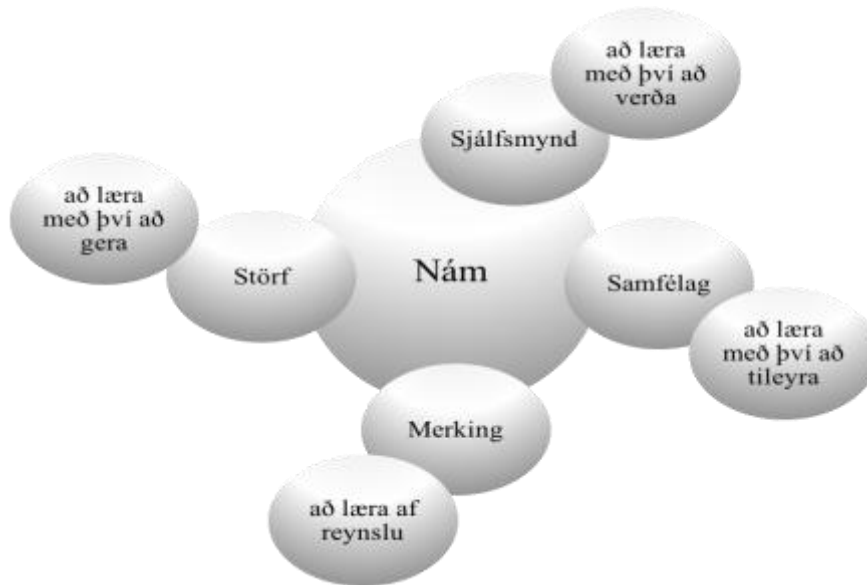 að læra
með því að
verða
Sjálfsmynd
að læra
með því að
gera
Störf
Nám
Samfélag
að læra
með því að
tileyra
Merking
að læra af
reynslu